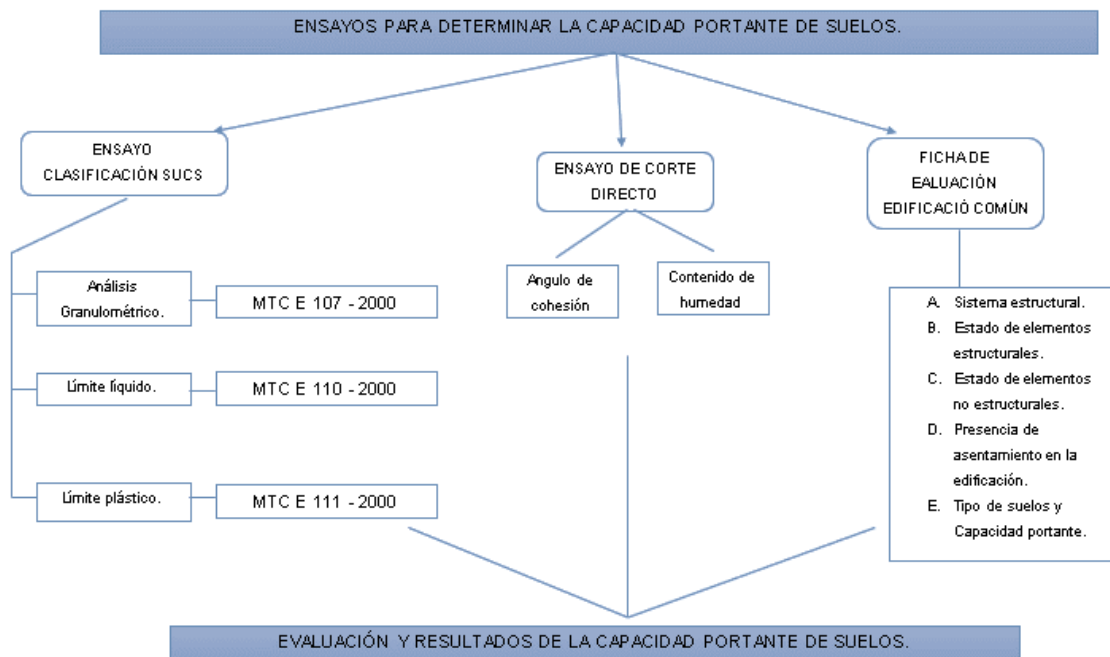 ENSAYOS PARA DETERMINAR LA CAPACIDAD PORTANTE DE SUELOS.
ENSAYO
CLASIFICACIÓN SUCS
ENSAYO DE CORTE
DIRECTO
FICHA DE
EALUACIÓN
EDIFICACIÓ COMÙN
Análisis
Granulométrico.
MTC E 107 - 2000
Límite líquido.
MTC E 110 - 2000
Límite plástico.
MTC E 111 - 2000
Angulo de
cohesión
Contenido de
humedad
A. Sistema estructural.
B. Estado de elementos
estructurales.
C. Estado de elementos
no estructurales.
D. Presencia de
asentamiento en la
edificación.
E. Tipo de suelos y
Capacidad portante.
EVALUACIÓN Y RESULTADOS DE LA CAPACIDAD PORTANTE DE SUELOS.